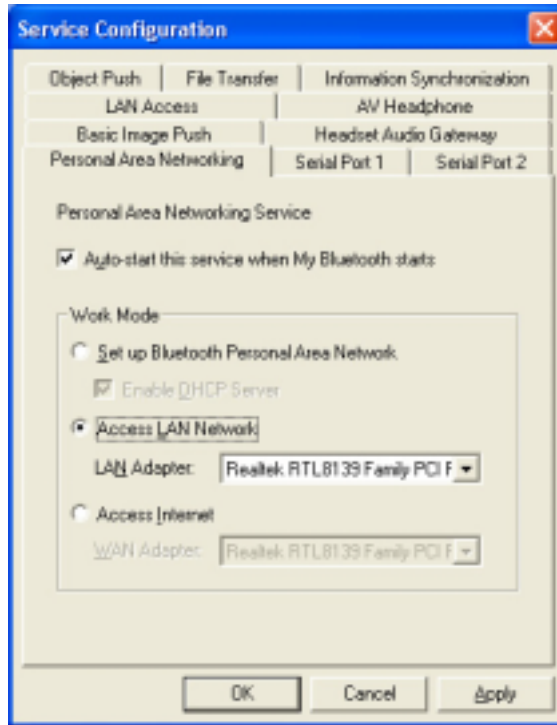 Service Configuration
Object Push File Transfer Information Synchronization
LAN Access AV Headphone
Basic Image Push Headset Audio Gateway
Personal Area Networking Serial Port 1 Serial Port 2
Personal Area Networking Service
Auto-start this service when My Bluetooth starts
Work Mode
Set up Bluetooth Personal Area Network
Enable DHCP Server
Access LAN Network
LAN Adapter: Realtek RTL8139 Family PCI F
Access Internet
WAN Adapter: Realtek RTL8139 Family PCI F
OK Cancel Apply